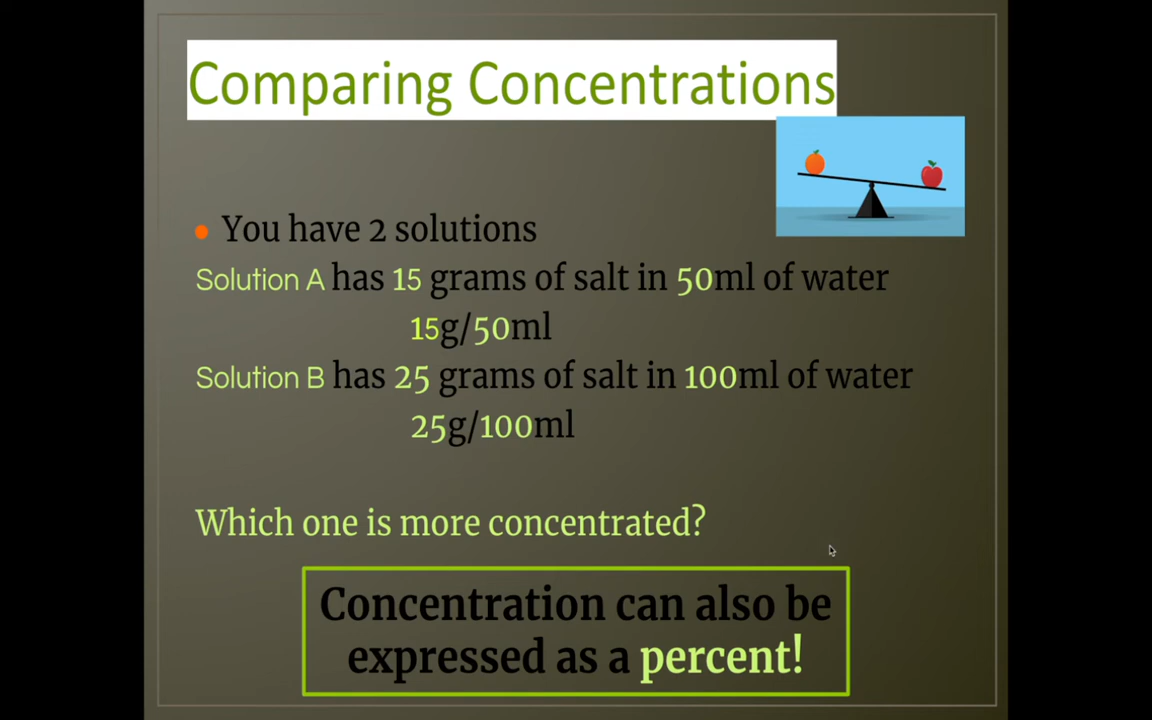 Comparing Concentrations
You have 2 solutions
Solution A has 15 grams of salt in 50ml of water
15g/50ml
Solution B has 25 grams of salt in 100ml of water
25g/100ml
Which one is more concentrated?
Concentration can also be
expressed as a percent!